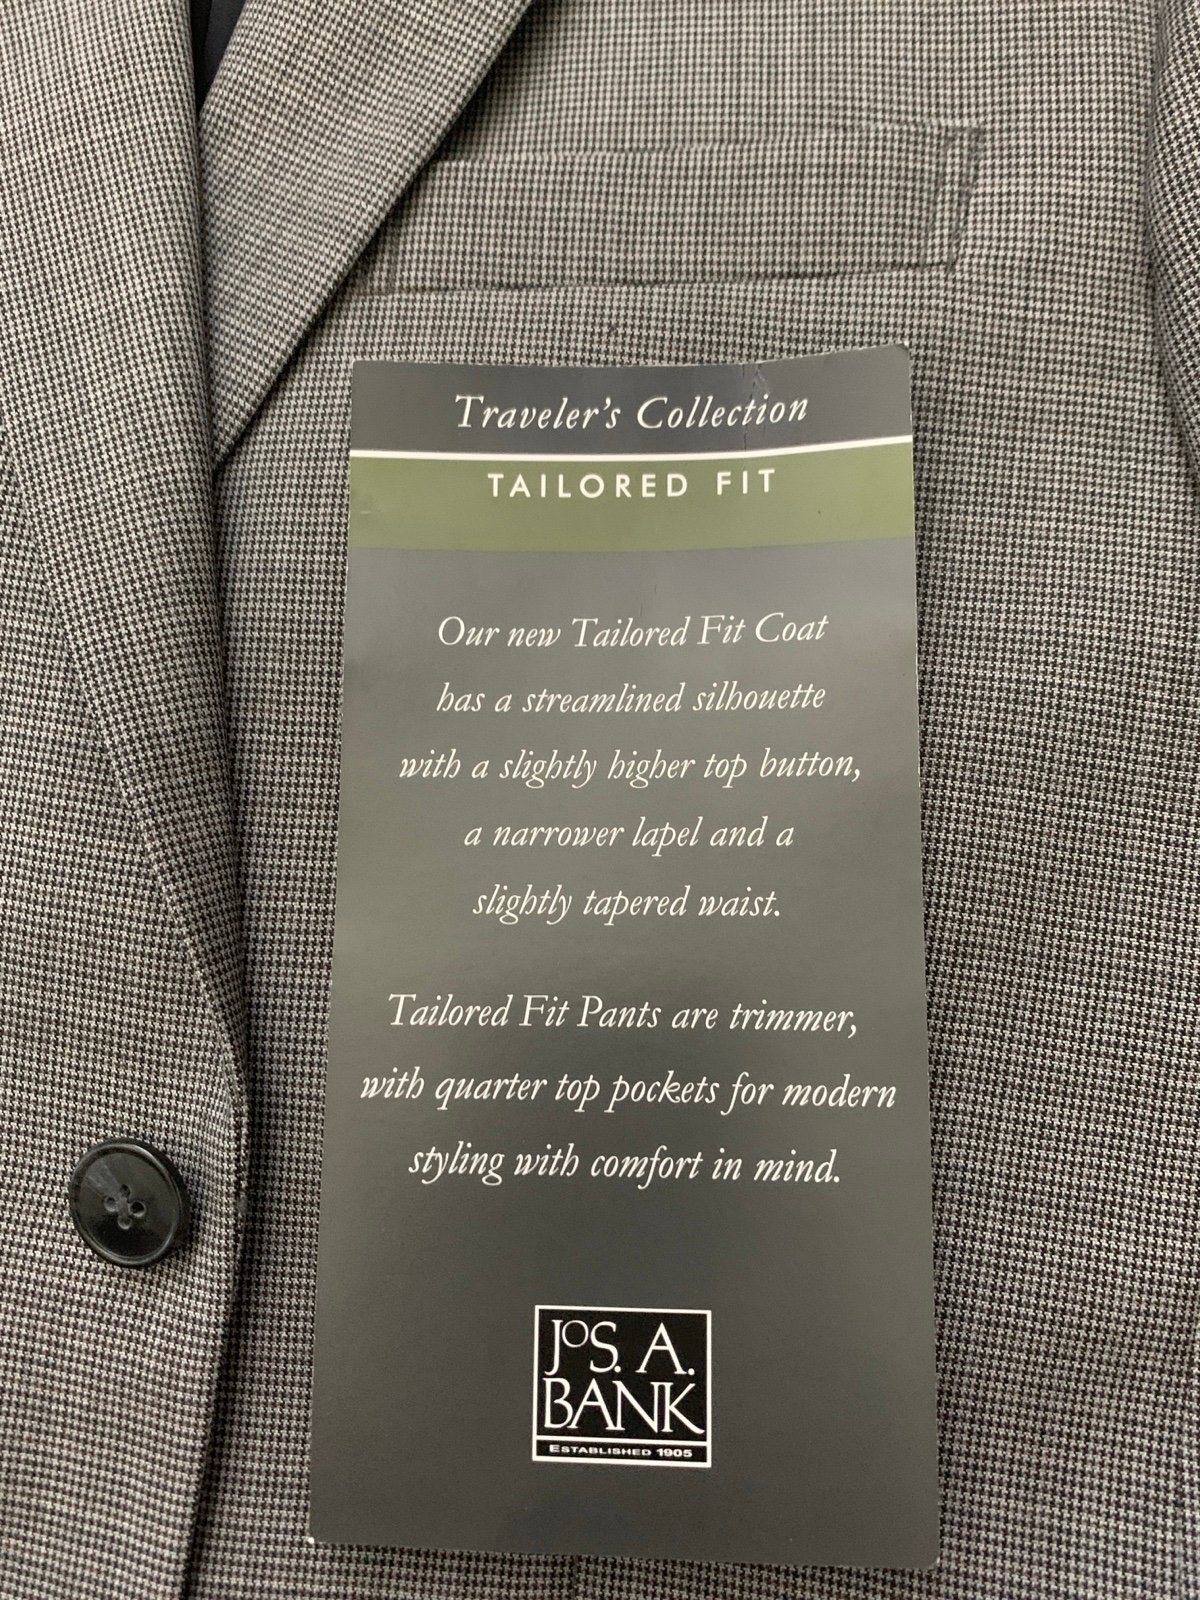 Traveler's Collection
TAILORED FIT
Our new Tailored Fit Coat
has a streamlined silhouette
with a slightly higher top button,
a narrower lapel and a
slightly tapered waist.
Tailored Fit Pants are trimmer,
with quarter top pockets for modern
styling with comfort in mind.
JOS. A.
BANK
ESTABLISHED 1905